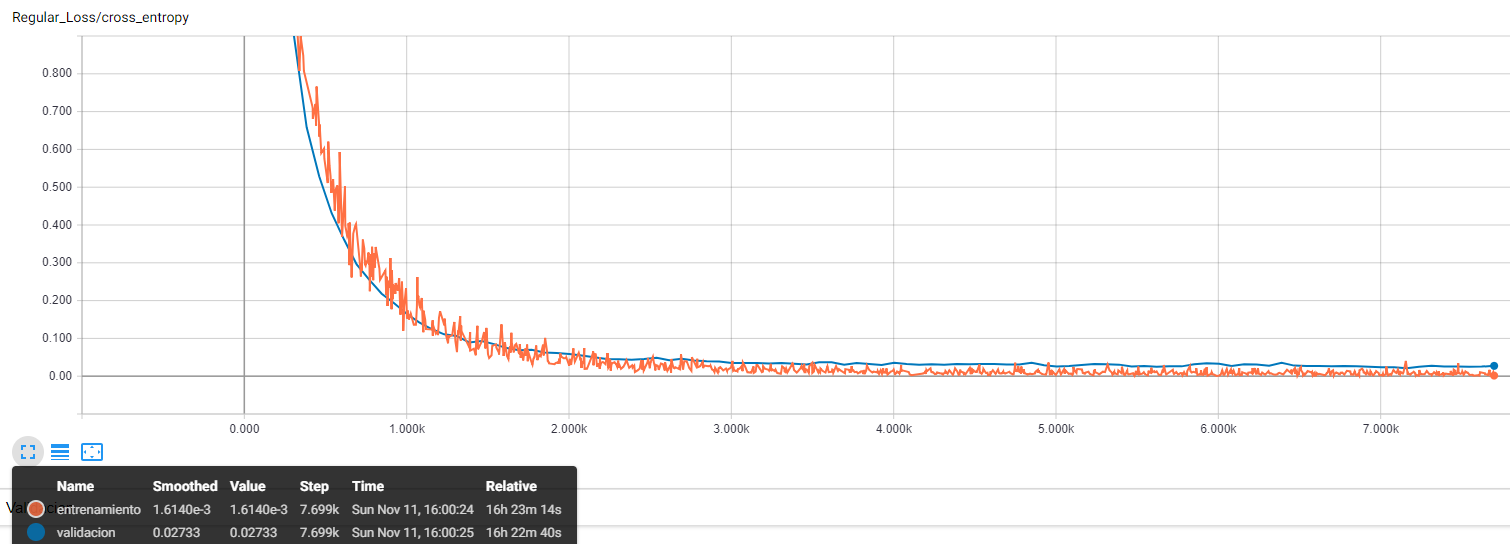 Regular_Loss/cross_entropy
0.800
0.700
0.600
0.500
0.400
0.300
0.200
0.100
0.00
0.000 1.000k 2.000k 3.000k 4.000k 5.000k 6.000k 7.000k
Name Smoothed Value Step Time Relative
entrenamiento 1.6140e-3 1.6140e-3 7.699k Sun Nov 11, 16:00:24 16h 23m 14s
validacion 0.02733 0.02733 7.699k Sun Nov 11, 16:00:25 16h 22m 40s